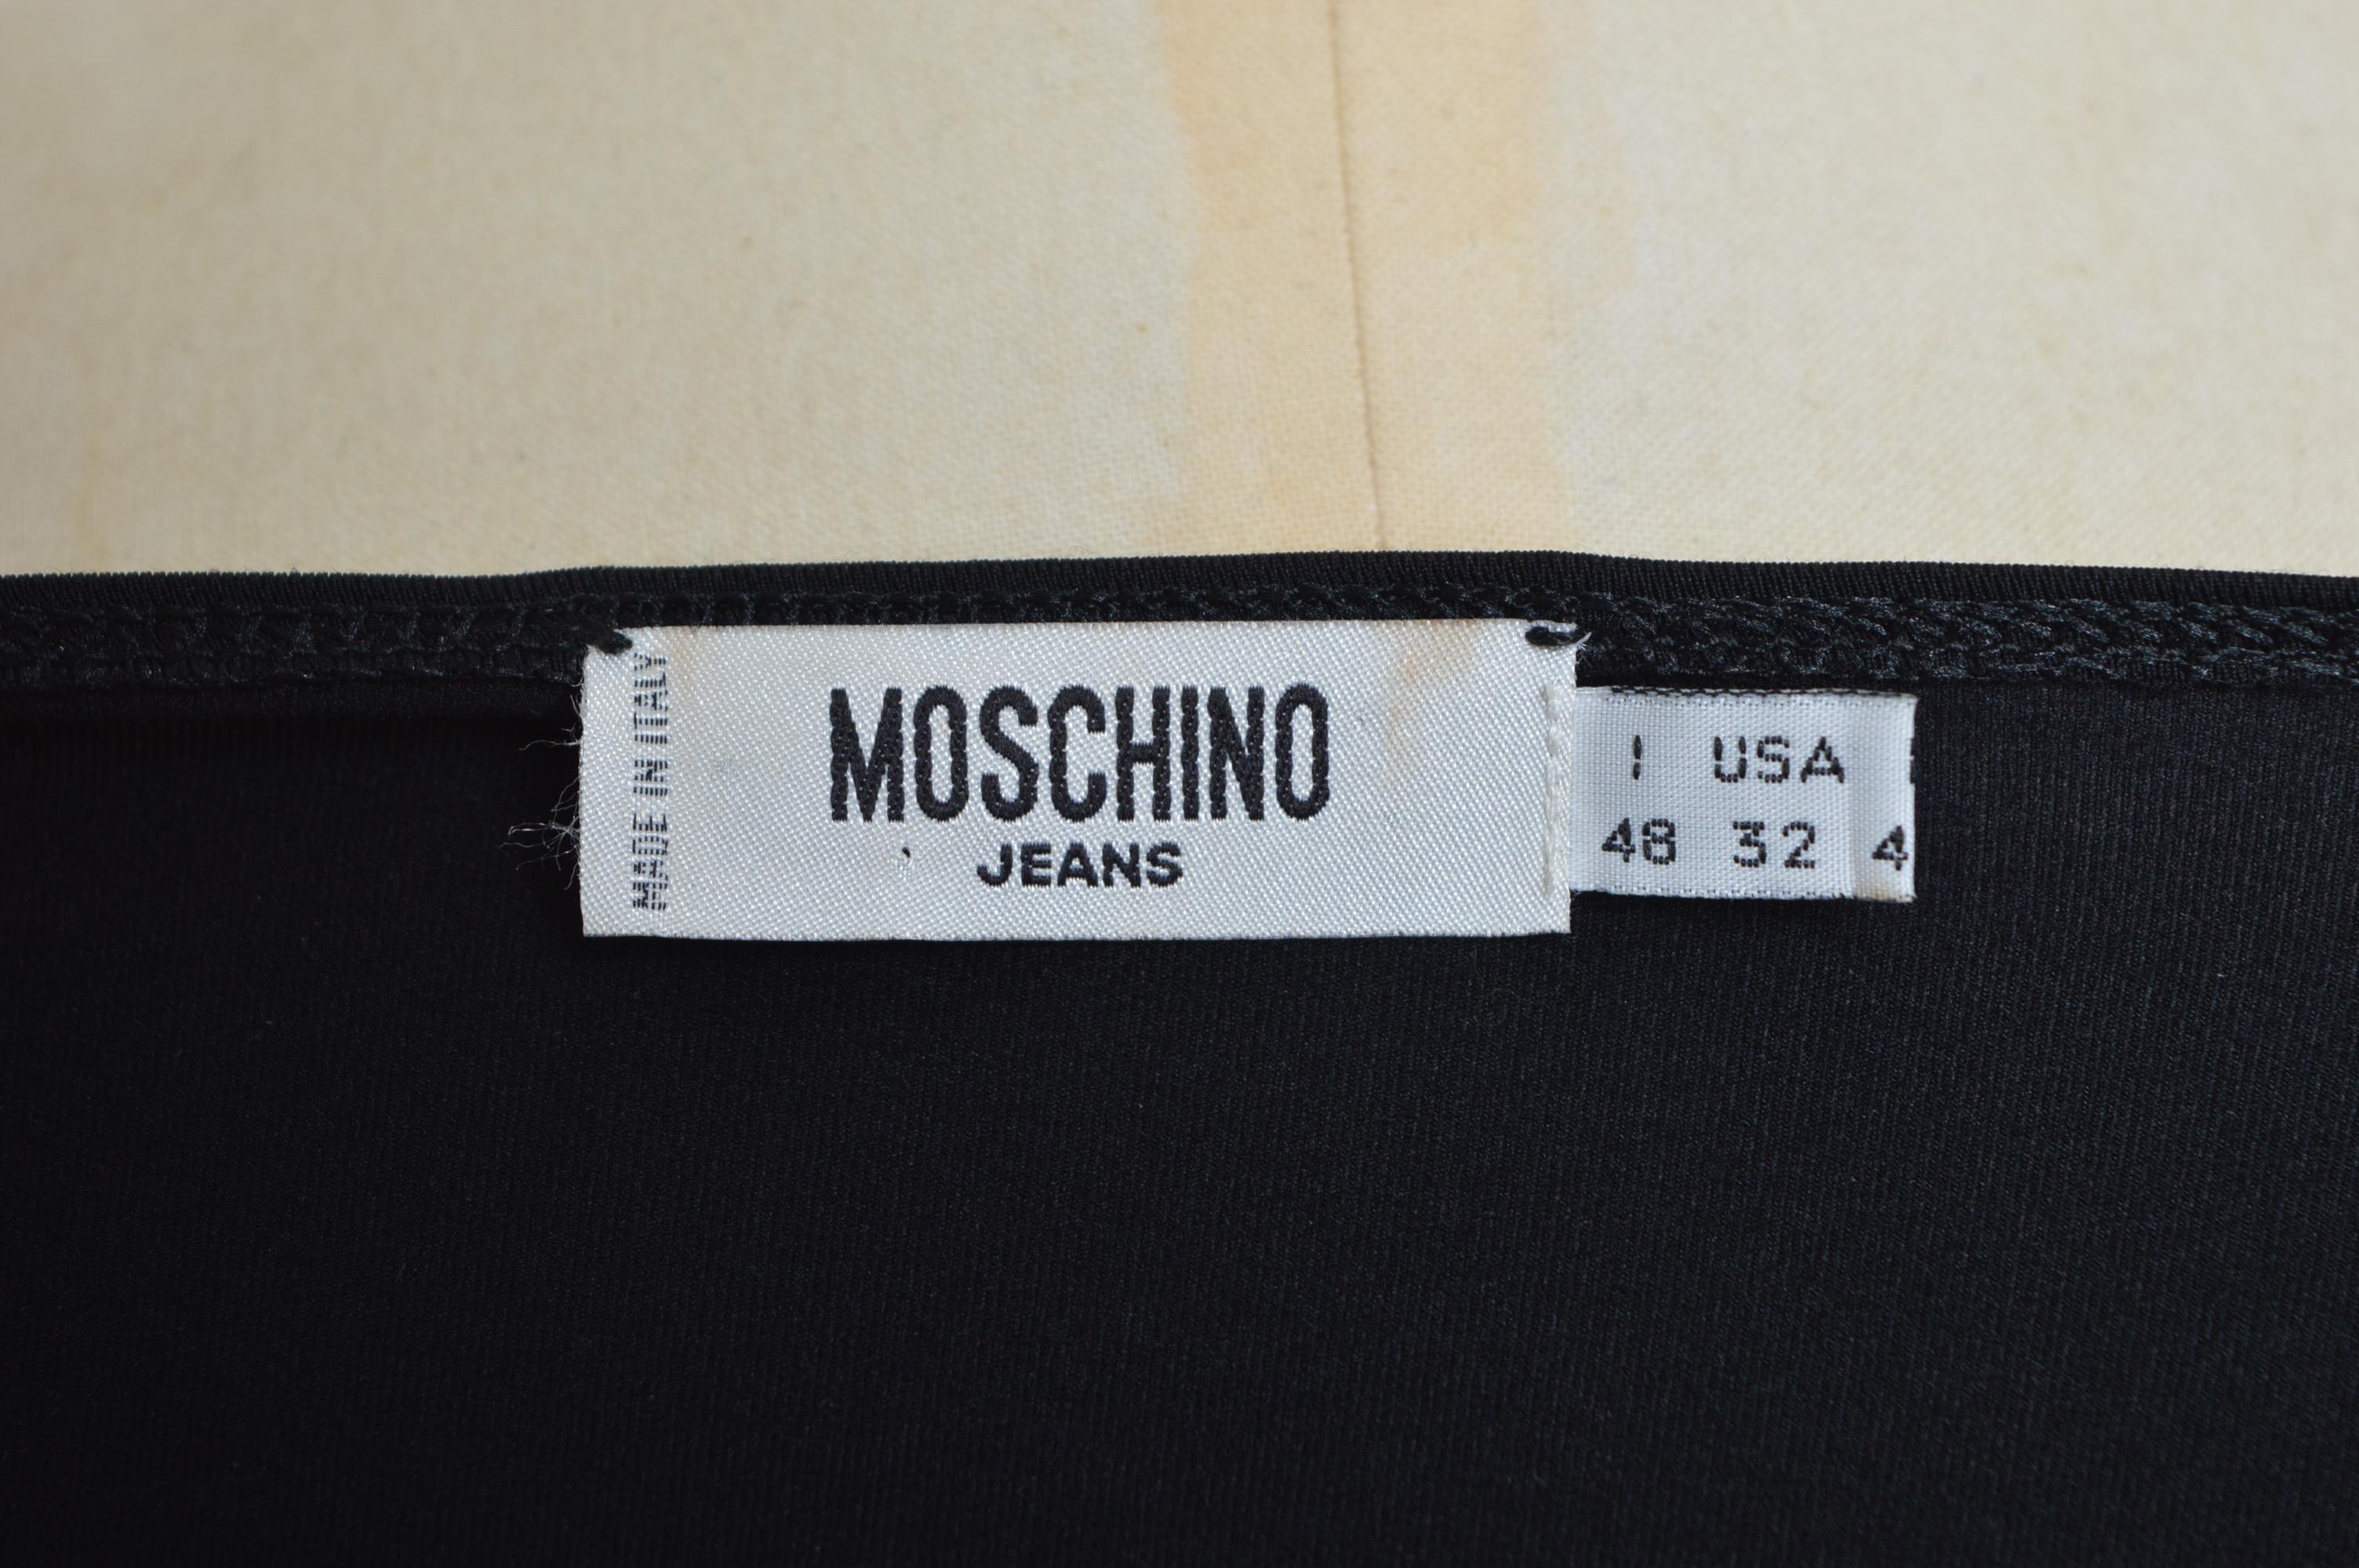 MADE IN ITALY
MOSCHINO
JEANS
I USA
48 32 4